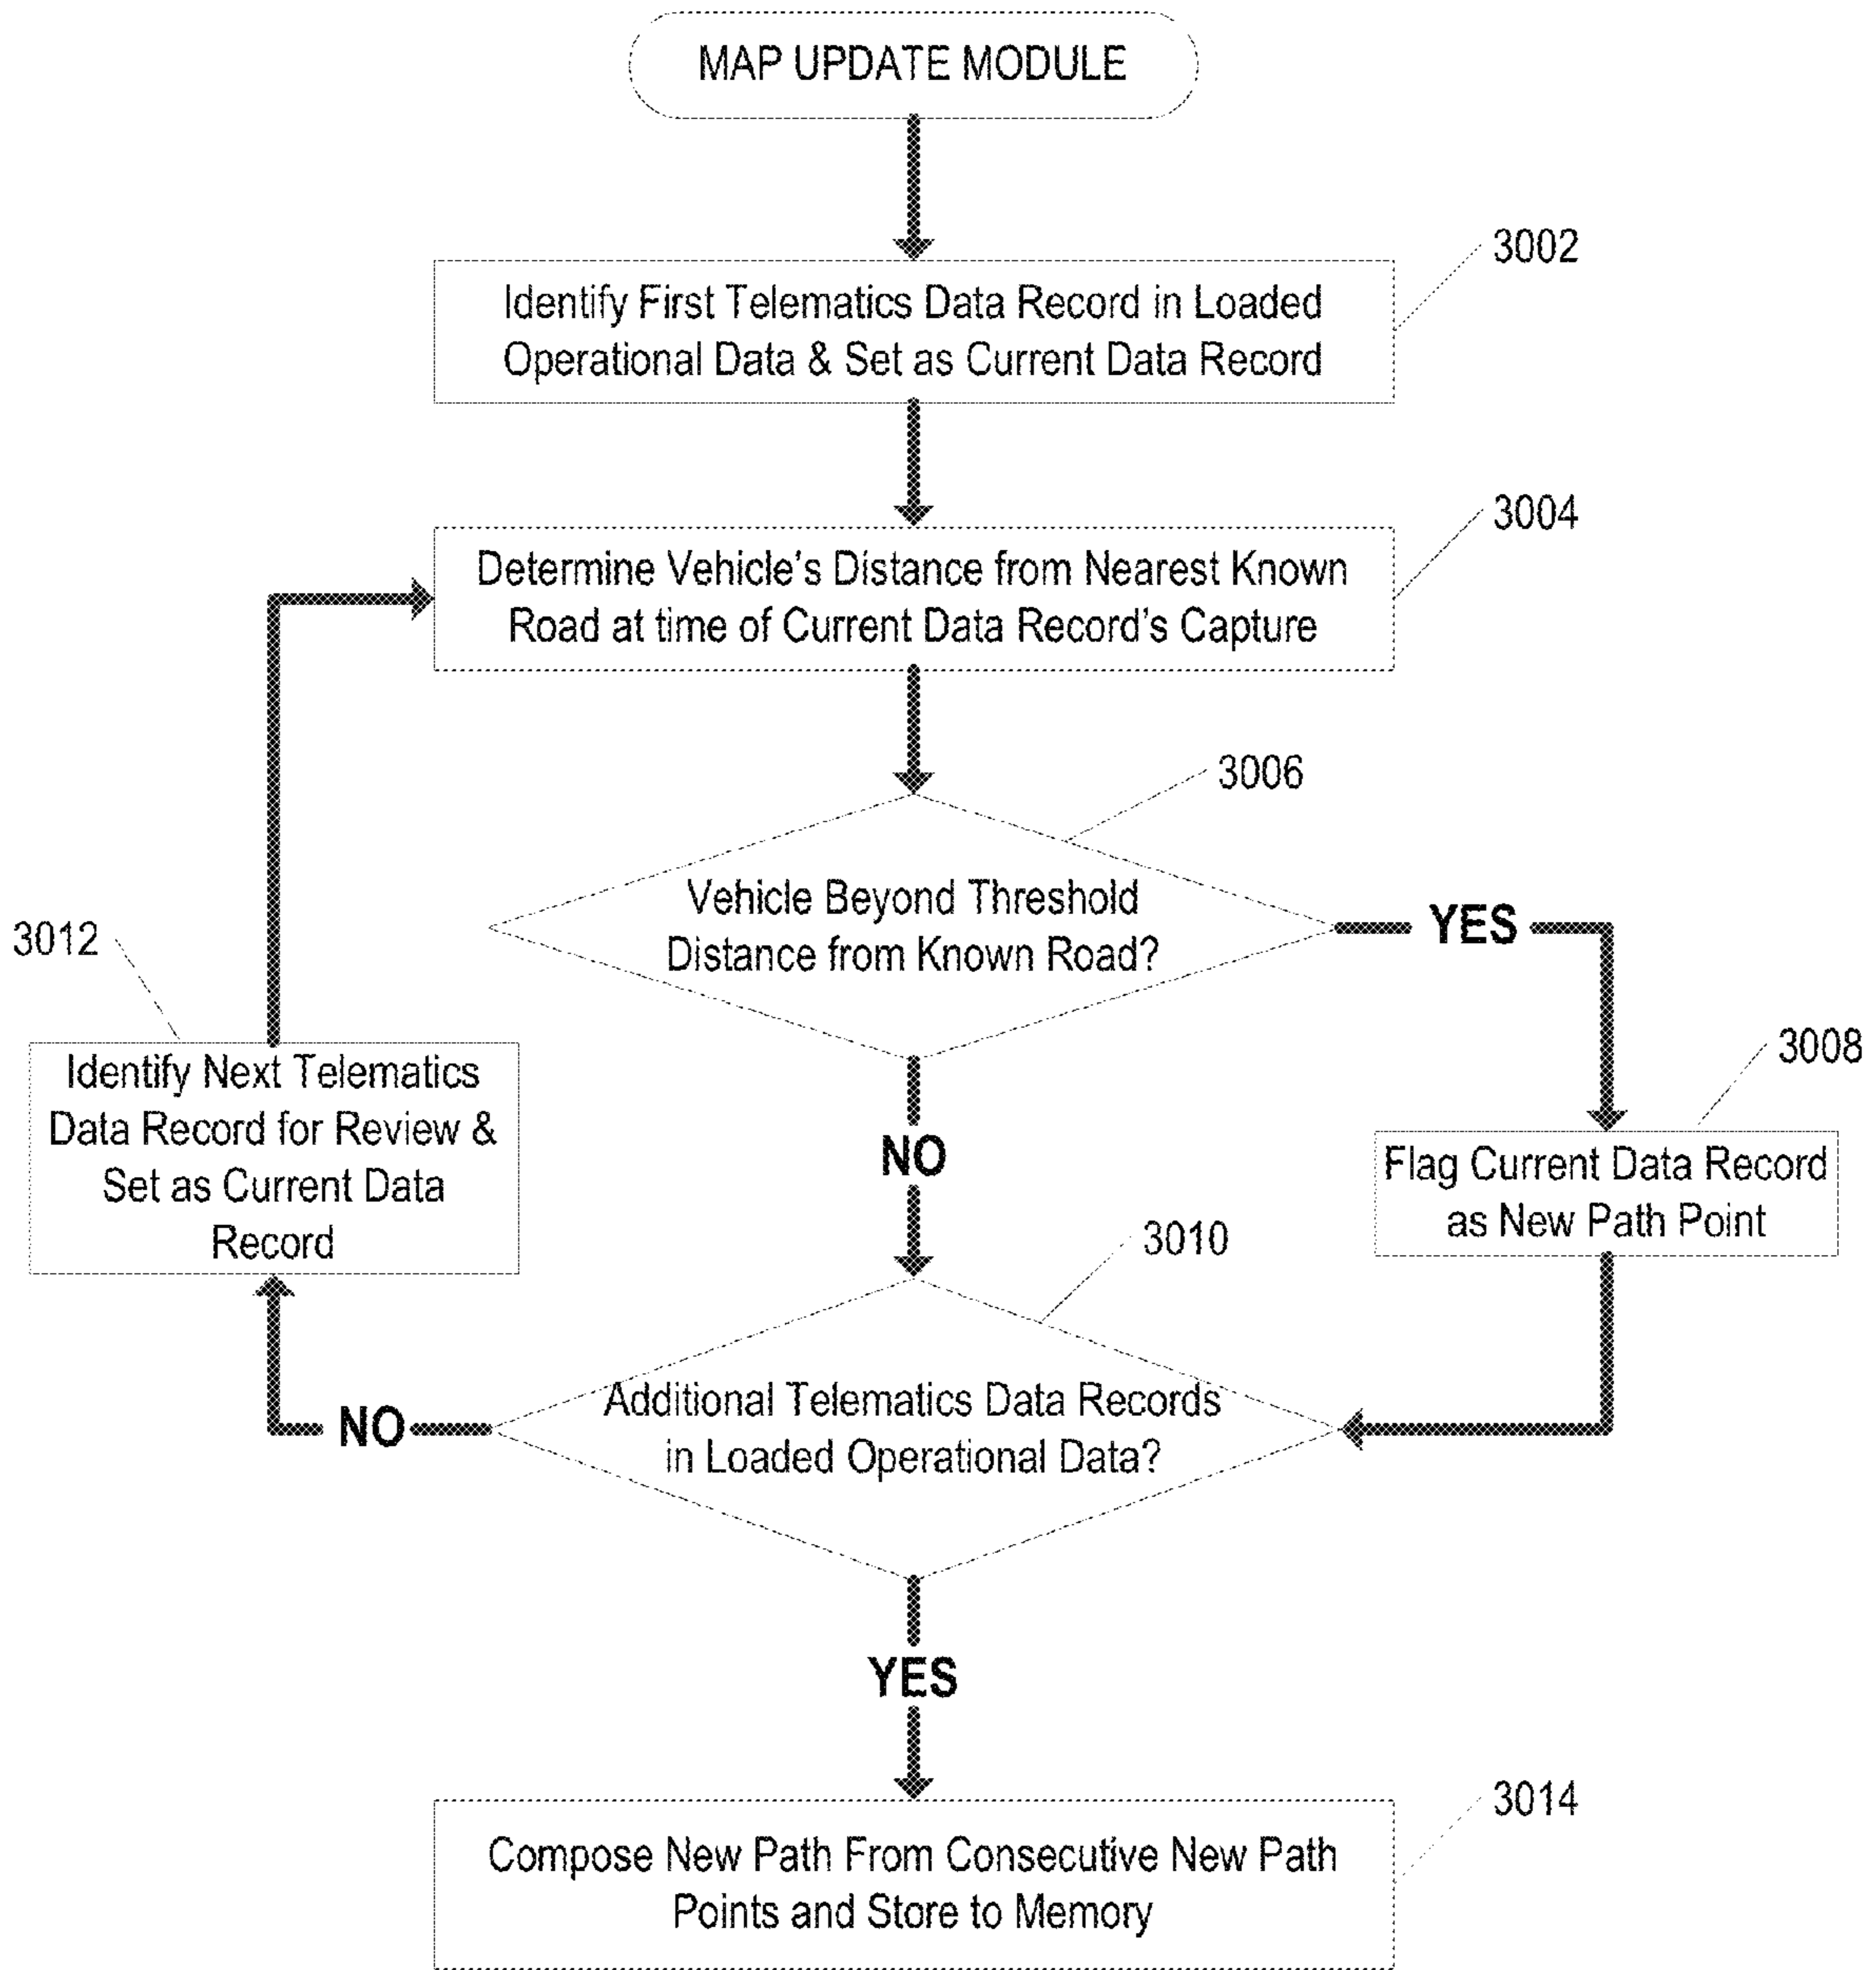 MAP UPDATE MODULE
3002
Identify First Telematics Data Record in Loaded
Operational Data & Set as Current Data Record
3004
Determine Vehicle's Distance from Nearest Known
Road at time of Current Data Record's Capture
3006
Vehicle Beyond Threshold
Distance from Known Road?
YES
3012
Identify Next Telematics
Data Record for Review &
Set as Current Data
Record
3008
Flag Current Data Record
as New Path Point
NO
3010
Additional Telematics Data Records
in Loaded Operational Data?
NO
YES
3014
Compose New Path From Consecutive New Path
Points and Store to Memory